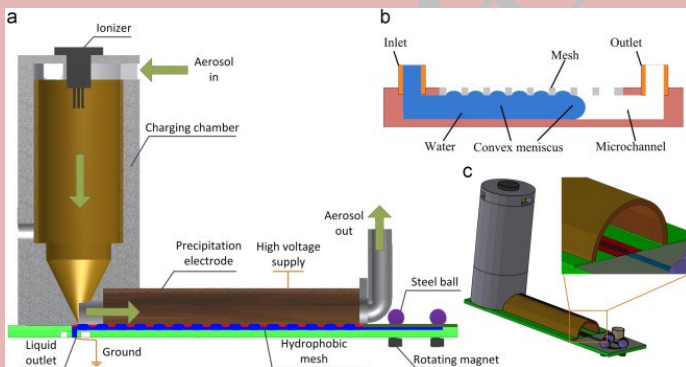 a
Ionizer
Aerosol
in
Charging chamber
Precipitation
electrode
High voltage
supply
Aerosol
out
Steel ball
Liquid
outlet
Ground
Hydrophobic
mesh
Rotating magnet
b
Inlet
Mesh
Outlet
Water
Convex meniscus
Microchannel
c